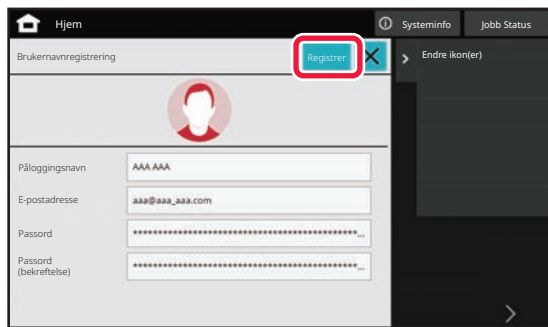 Hjem
Systeminfo
Jobb Status
Brukernavnregistrering
Registrer
Endre ikon(er)
Påloggingsnavn
AAA AAA
E-postadresse
aaa@aaa_aaa.com
Passord
**********************************************...
Passord
(bekreftelse)
**********************************************...